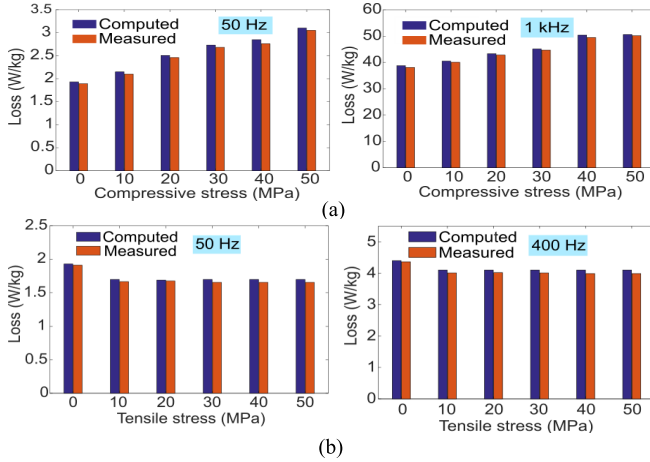 3.5
3
2.5
2
1.5
1
0.5
0
Loss (W/kg)
Computed
Measured
50 Hz
0 10 20 30 40 50
Compressive stress (MPa)
60
50
40
30
20
10
0
Loss (W/kg)
Computed
Measured
1 kHz
0 10 20 30 40 50
Compressive stress (MPa)
(a)
2.5
2
1.5
1
0.5
0
Loss (W/kg)
Computed
Measured
50 Hz
0 10 20 30 40 50
Tensile stress (MPa)
5
4
3
2
1
0
Loss (W/kg)
Computed
Measured
400 Hz
0 10 20 30 40 50
Tensile stress (MPa)
(b)